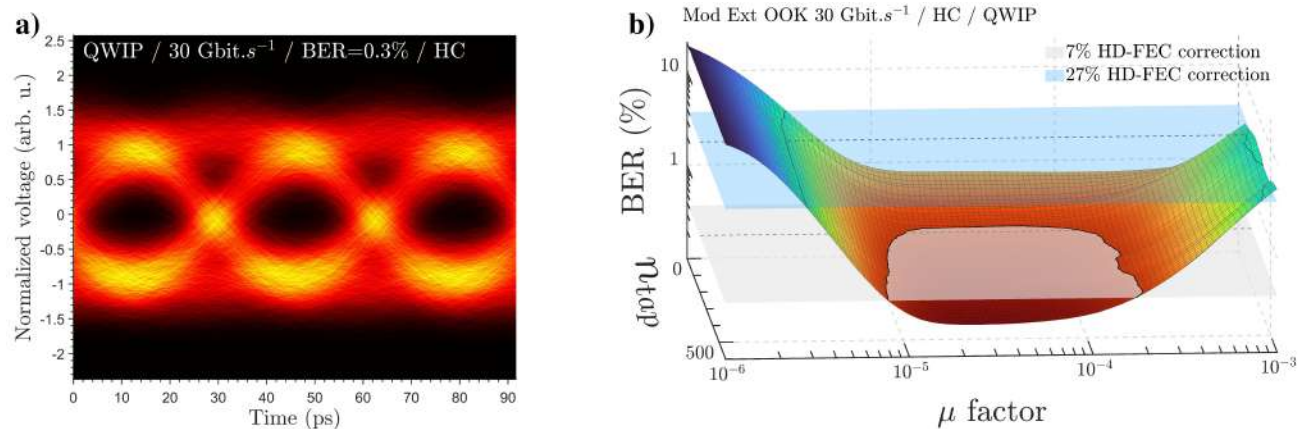 a)
QWIP / 30 Gbit.s⁻¹ / BER=0.3% / HC
Normalized voltage (arb. u.)
2.5
2
1.5
1
0.5
0
-0.5
-1
-1.5
-2
0 10 20 30 40 50 60 70 80 90
Time (ps)
b)
Mod Ext OOK 30 Gbit.s⁻¹ / HC / QWIP
7% HD-FEC correction
27% HD-FEC correction
BER (%)
10
1
0
ntap
500
10⁻⁶ 10⁻⁵ 10⁻⁴ 10⁻³
μ factor